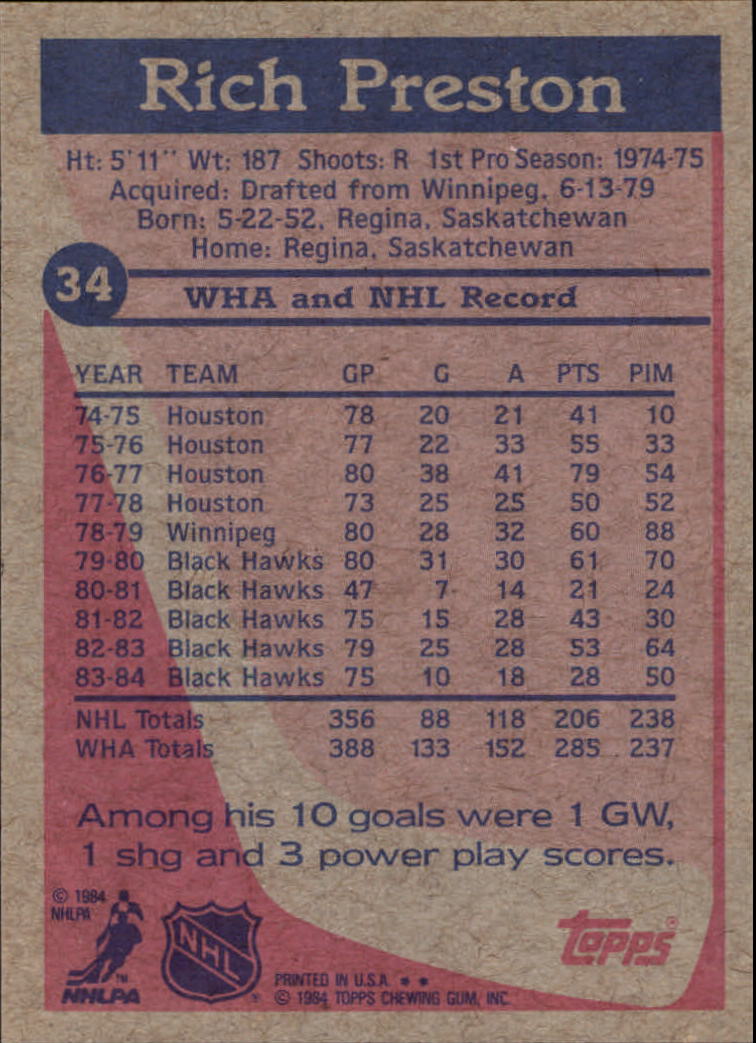 Rich Preston
Ht: 5'11" Wt: 187 Shoots: R 1st Pro Season: 1974-75
Acquired: Drafted from Winnipeg, 6-13-79
Born: 5-22-52, Regina, Saskatchewan
Home: Regina, Saskatchewan
34
WHA and NHL Record
YEAR TEAM GP G A PTS PIM
74-75 Houston 78 20 21 41 10
75-76 Houston 77 22 33 55 33
76-77 Houston 80 38 41 79 54
77-78 Houston 73 25 25 50 52
78-79 Winnipeg 80 28 32 60 88
79-80 Black Hawks 80 31 30 61 70
80-81 Black Hawks 47 7 14 21 24
81-82 Black Hawks 75 15 28 43 30
82-83 Black Hawks 79 25 28 53 64
83-84 Black Hawks 75 10 18 28 50
NHL Totals 356 88 118 206 238
WHA Totals 388 133 152 285 237
Among his 10 goals were 1 GW,
1 shg and 3 power play scores.
© 1984
NHLPA
NHLPA
™
NHL
®
PRINTED IN U.S.A. **
© 1984 TOPPS CHEWING GUM, INC.
topps®